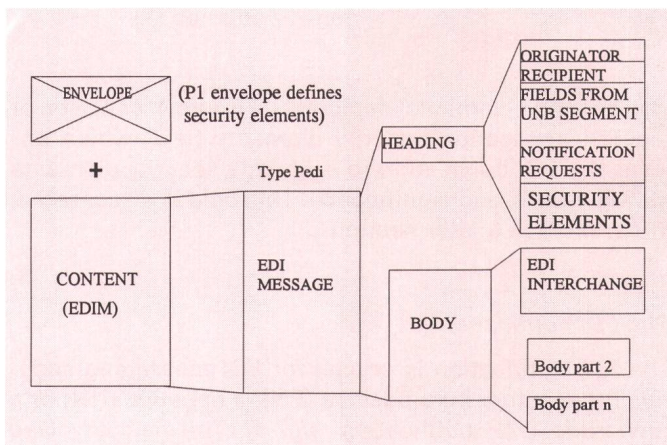 ENVELOPE
(P1 envelope defines
security elements)
+
Type Pedi
CONTENT
(EDIM)
EDI
MESSAGE
HEADING
ORIGINATOR
RECIPIENT
FIELDS FROM
UNB SEGMENT
NOTIFICATION
REQUESTS
SECURITY
ELEMENTS
BODY
EDI
INTERCHANGE
Body part 2
Body part n